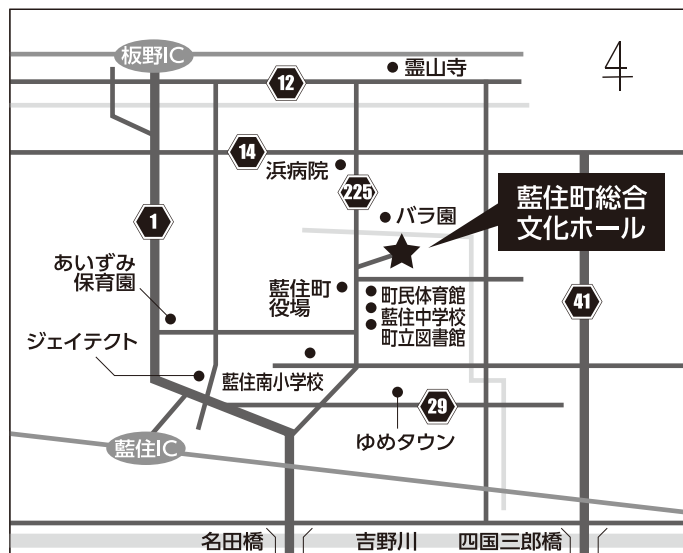 板野IC
霊山寺
12
14
浜病院
225
バラ園
藍住町総合
文化ホール
1
あいずみ
保育園
藍住町
役場
町民体育館
藍住中学校
町立図書館
41
ジェイテクト
藍住南小学校
29
ゆめタウン
藍住IC
名田橋
吉野川
四国三郎橋